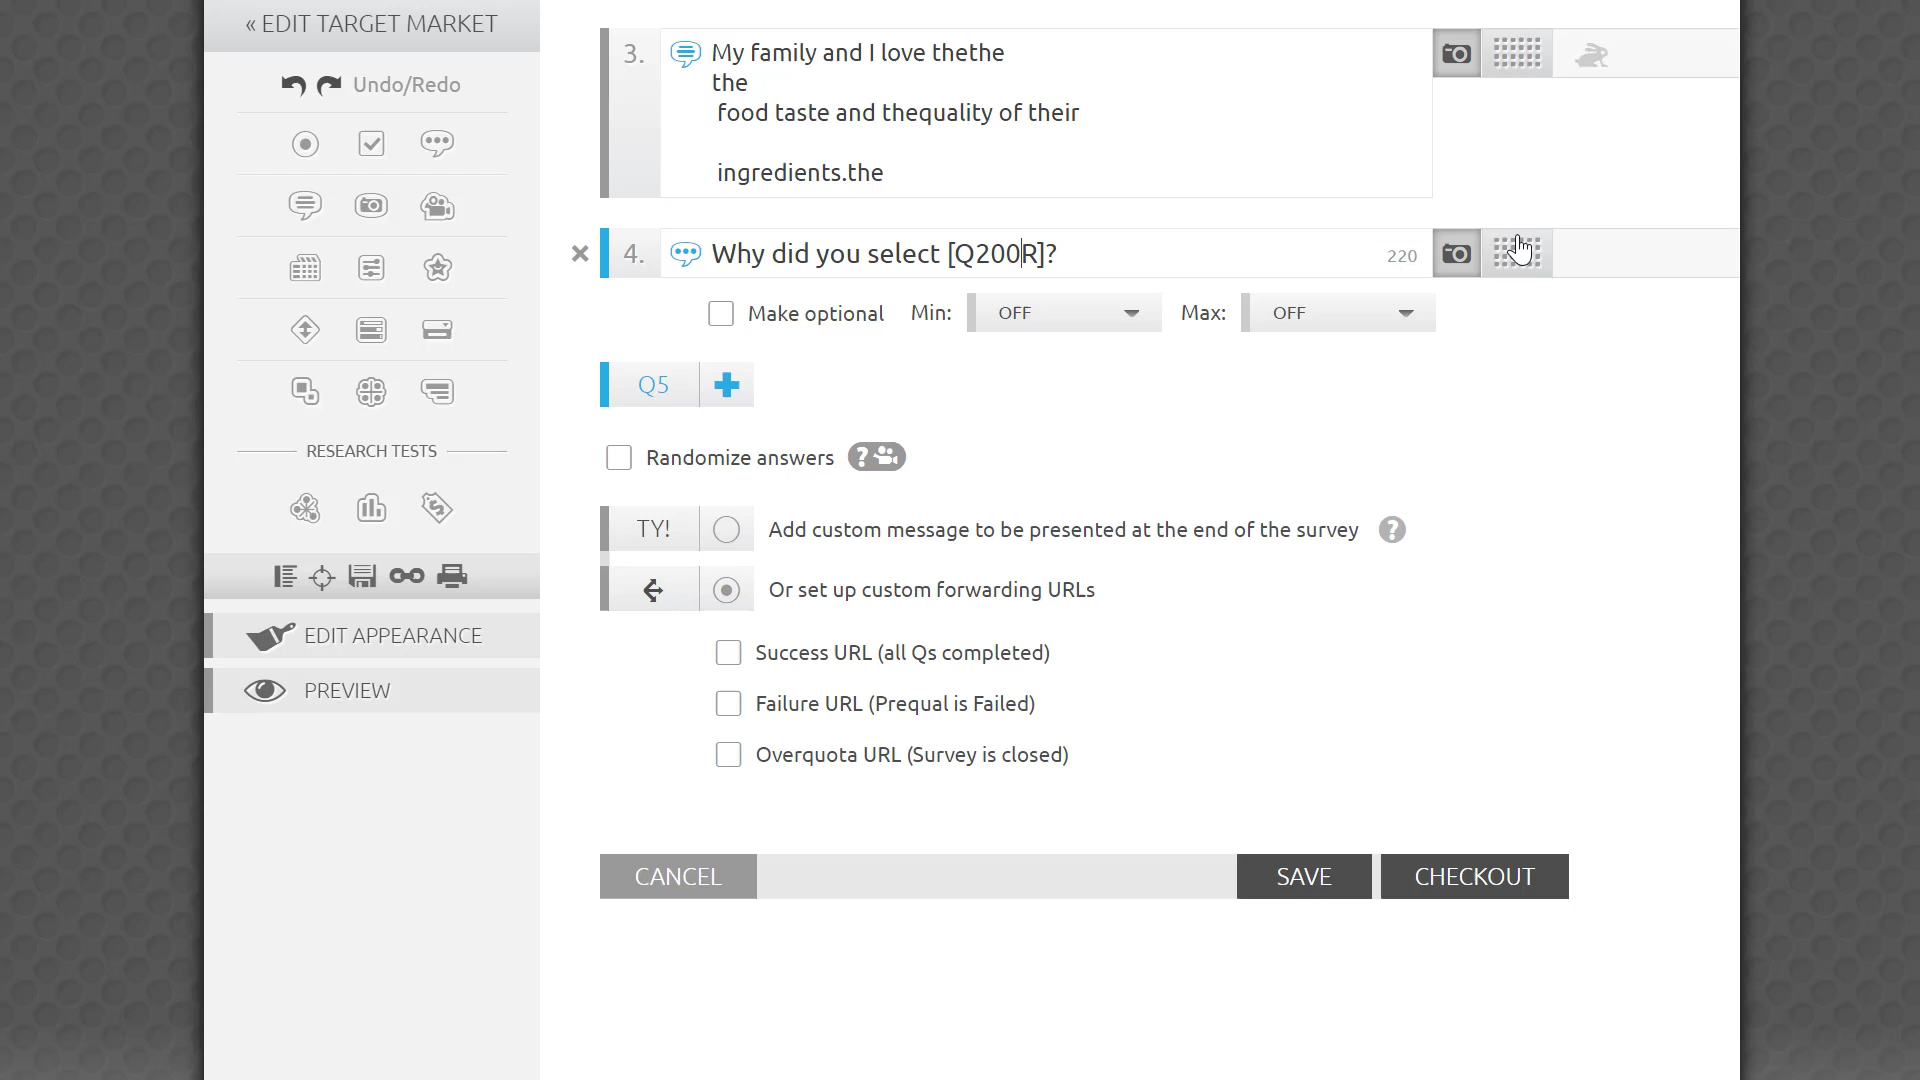 « EDIT TARGET MARKET
Undo/Redo
RESEARCH TESTS
EDIT APPEARANCE
PREVIEW
3. My family and I love thethe
the
food taste and thequality of their
ingredients.the
4. Why did you select [Q200R]? 220
Make optional Min: OFF Max: OFF
Q5
Randomize answers ?
TY! Add custom message to be presented at the end of the survey ?
Or set up custom forwarding URLs
Success URL (all Qs completed)
Failure URL (Prequal is Failed)
Overquota URL (Survey is closed)
CANCEL SAVE CHECKOUT